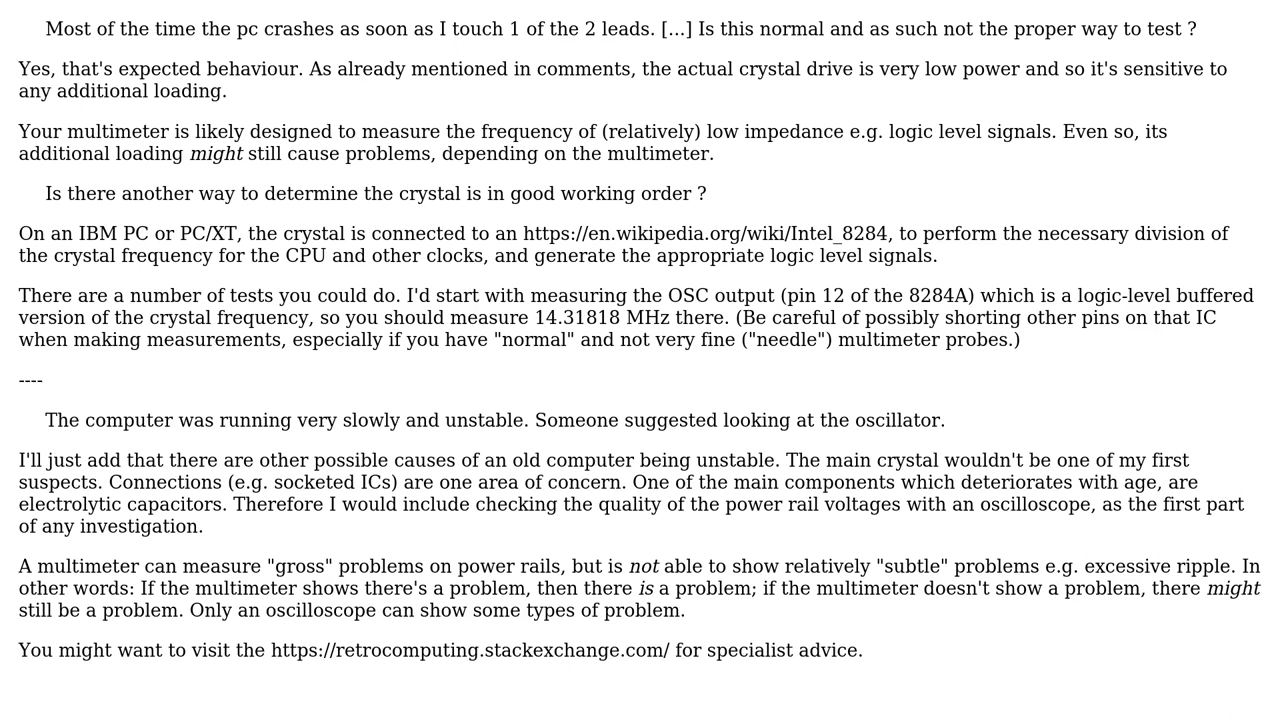 Most of the time the pc crashes as soon as I touch 1 of the 2 leads. [...] Is this normal and as such not the proper way to test ?
Yes, that's expected behaviour. As already mentioned in comments, the actual crystal drive is very low power and so it's sensitive to
any additional loading.
Your multimeter is likely designed to measure the frequency of (relatively) low impedance e.g. logic level signals. Even so, its
additional loading might still cause problems, depending on the multimeter.
Is there another way to determine the crystal is in good working order ?
On an IBM PC or PC/XT, the crystal is connected to an https://en.wikipedia.org/wiki/Intel_8284, to perform the necessary division of
the crystal frequency for the CPU and other clocks, and generate the appropriate logic level signals.
There are a number of tests you could do. I'd start with measuring the OSC output (pin 12 of the 8284A) which is a logic-level buffered
version of the crystal frequency, so you should measure 14.31818 MHz there. (Be careful of possibly shorting other pins on that IC
when making measurements, especially if you have "normal" and not very fine ("needle") multimeter probes.)
----
The computer was running very slowly and unstable. Someone suggested looking at the oscillator.
I'll just add that there are other possible causes of an old computer being unstable. The main crystal wouldn't be one of my first
suspects. Connections (e.g. socketed ICs) are one area of concern. One of the main components which deteriorates with age, are
electrolytic capacitors. Therefore I would include checking the quality of the power rail voltages with an oscilloscope, as the first part
of any investigation.
A multimeter can measure "gross" problems on power rails, but is not able to show relatively "subtle" problems e.g. excessive ripple. In
other words: If the multimeter shows there's a problem, then there is a problem; if the multimeter doesn't show a problem, there might
still be a problem. Only an oscilloscope can show some types of problem.
You might want to visit the https://retrocomputing.stackexchange.com/ for specialist advice.